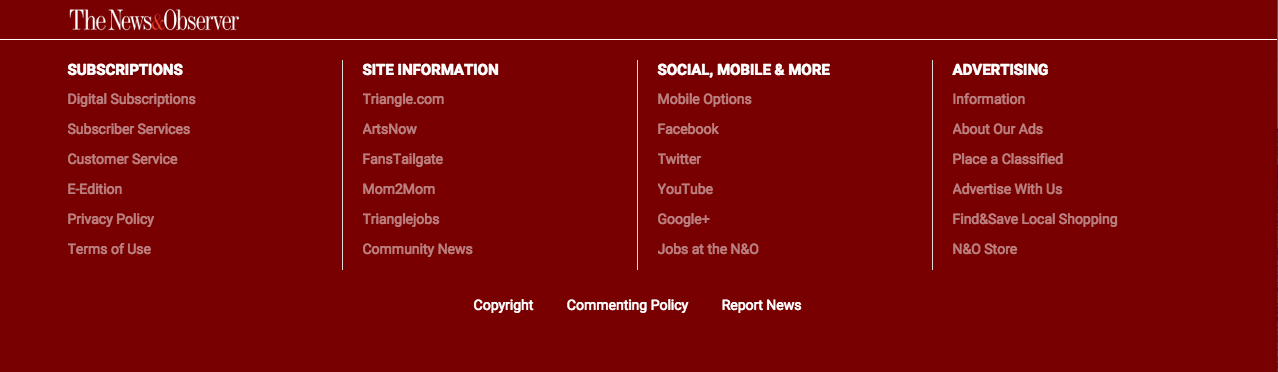 The News&Observer
SUBSCRIPTIONS
Digital Subscriptions
Subscriber Services
Customer Service
E-Edition
Privacy Policy
Terms of Use
SITE INFORMATION
Triangle.com
ArtsNow
FansTailgate
Mom2Mom
Trianglejobs
Community News
SOCIAL, MOBILE & MORE
Mobile Options
Facebook
Twitter
YouTube
Google+
Jobs at the N&O
ADVERTISING
Information
About Our Ads
Place a Classified
Advertise With Us
Find&Save Local Shopping
N&O Store
Copyright Commenting Policy Report News